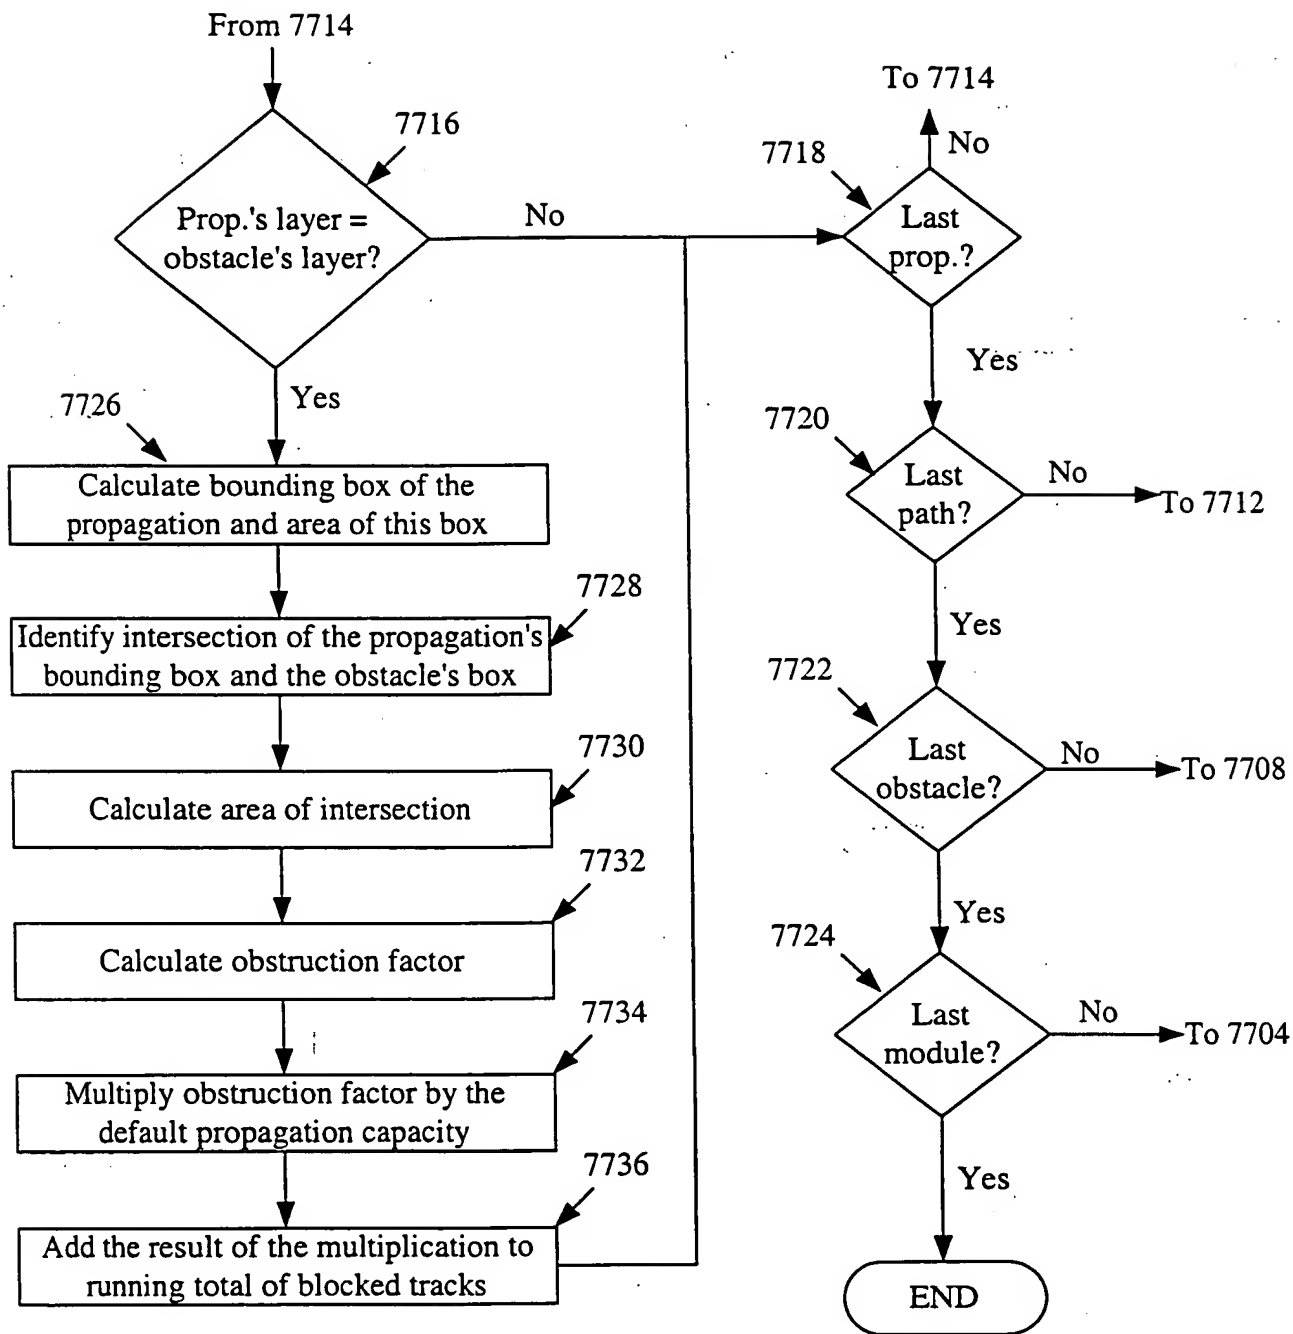 From 7714
7716
Prop.'s layer =
obstacle's layer?
No
Yes
7726
Calculate bounding box of the
propagation and area of this box
7728
Identify intersection of the propagation's
bounding box and the obstacle's box
7730
Calculate area of intersection
7732
Calculate obstruction factor
7734
Multiply obstruction factor by the
default propagation capacity
7736
Add the result of the multiplication to
running total of blocked tracks
To 7714
No
7718
Last
prop.?
Yes
7720
Last
path?
No
To 7712
Yes
7722
Last
obstacle?
No
To 7708
Yes
7724
Last
module?
No
To 7704
Yes
END